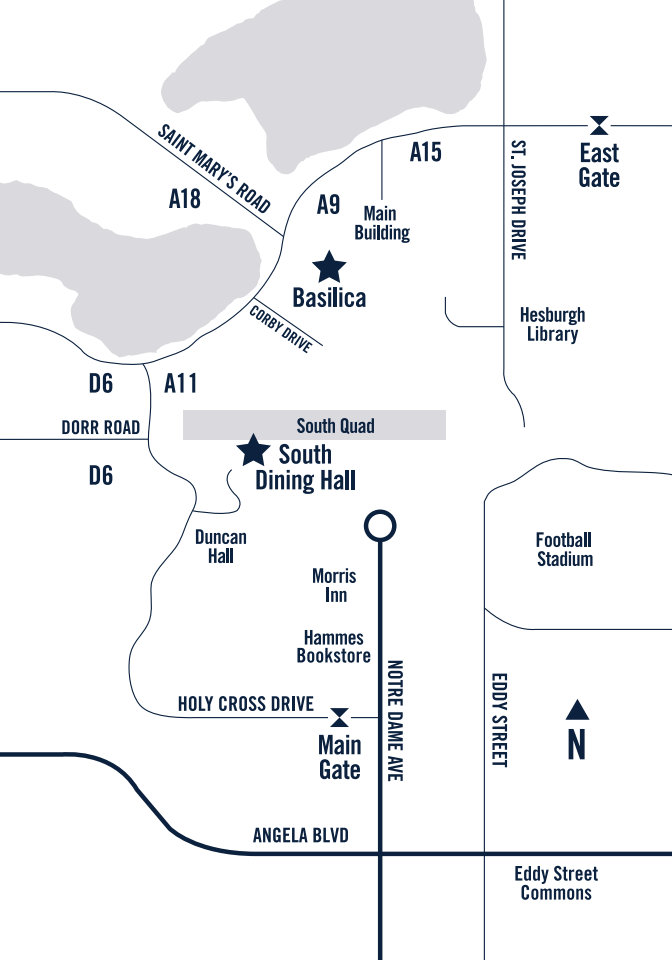 SAINT MARY'S ROAD
A18
A9
A15
Main
Building
ST. JOSEPH DRIVE
East
Gate
Basilica
CORBY DRIVE
Hesburgh
Library
D6
A11
DORR ROAD
South Quad
D6
South
Dining Hall
Duncan
Hall
Football
Stadium
Morris
Inn
Hammes
Bookstore
HOLY CROSS DRIVE
NOTRE DAME AVE
EDDY STREET
N
Main
Gate
ANGELA BLVD
Eddy Street
Commons